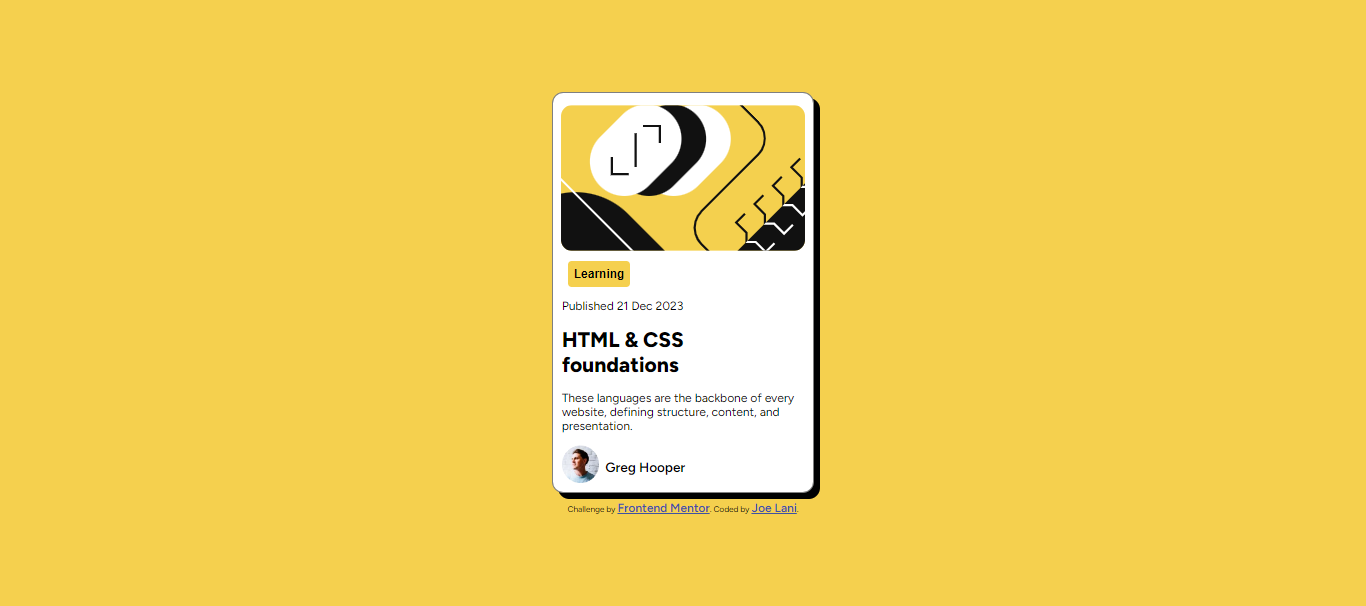 Learning
Published 21 Dec 2023
HTML & CSS
foundations
These languages are the backbone of every
website, defining structure, content, and
presentation.
Greg Hooper
Challenge by Frontend Mentor. Coded by Joe Lani.